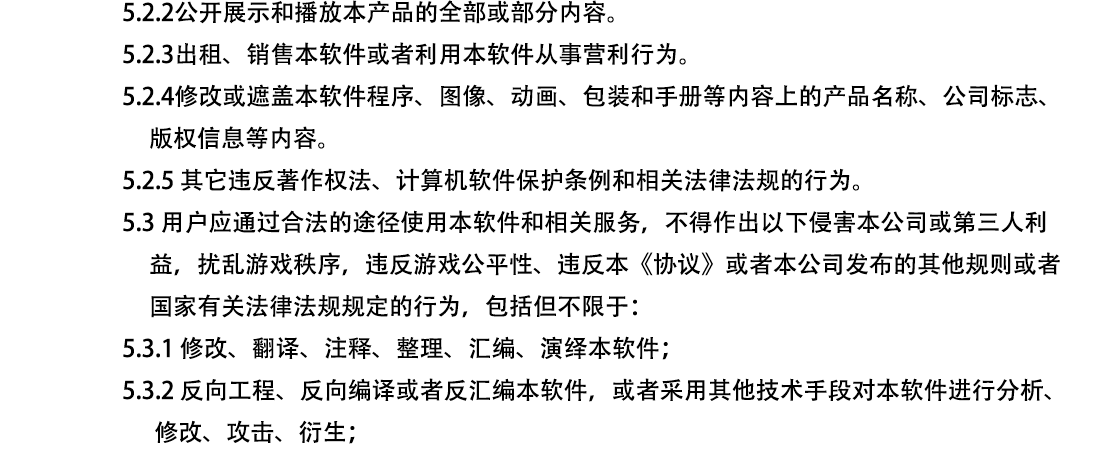 5.2.2公开展示和播放本产品的全部或部分内容。
5.2.3出租、销售本软件或者利用本软件从事营利行为。
5.2.4修改或遮盖本软件程序、图像、动画、包装和手册等内容上的产品名称、公司标志、
版权信息等内容。
5.2.5 其它违反著作权法、计算机软件保护条例和相关法律法规的行为。
5.3 用户应通过合法的途径使用本软件和相关服务，不得作出以下侵害本公司或第三人利
益，扰乱游戏秩序，违反游戏公平性、违反本《协议》或者本公司发布的其他规则或者
国家有关法律法规规定的行为，包括但不限于：
5.3.1 修改、翻译、注释、整理、汇编、演绎本软件；
5.3.2 反向工程、反向编译或者反汇编本软件，或者采用其他技术手段对本软件进行分析、
修改、攻击、衍生；